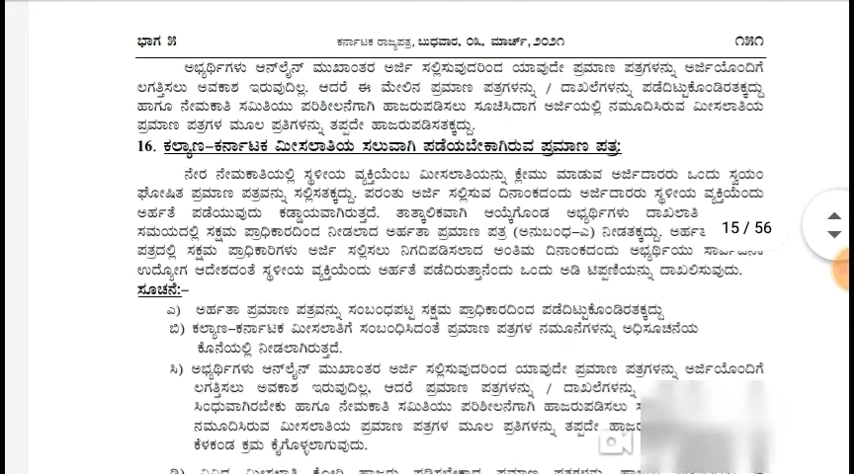 ಭಾಗ ೫ ಕರ್ನಾಟಕ ರಾಜ್ಯಪತ್ರ, ಬುಧವಾರ, ೦೩, ಮಾರ್ಚ್, ೨೦೨೧ ೧೫೧
ಅಭ್ಯರ್ಥಿಗಳು ಆನ್‌ಲೈನ್ ಮುಖಾಂತರ ಅರ್ಜಿ ಸಲ್ಲಿಸುವುದರಿಂದ ಯಾವುದೇ ಪ್ರಮಾಣ ಪತ್ರಗಳನ್ನು ಅರ್ಜಿಯೊಂದಿಗೆ
ಲಗತ್ತಿಸಲು ಅವಕಾಶ ಇರುವುದಿಲ್ಲ. ಆದರೆ ಈ ಮೇಲಿನ ಪ್ರಮಾಣ ಪತ್ರಗಳನ್ನು / ದಾಖಲೆಗಳನ್ನು ಪಡೆದಿಟ್ಟುಕೊಂಡಿರತಕ್ಕದ್ದು
ಹಾಗೂ ನೇಮಕಾತಿ ಸಮಿತಿಯು ಪರಿಶೀಲನೆಗಾಗಿ ಹಾಜರುಪಡಿಸಲು ಸೂಚಿಸಿದಾಗ ಅರ್ಜಿಯಲ್ಲಿ ನಮೂದಿಸಿರುವ ಮೀಸಲಾತಿಯ
ಪ್ರಮಾಣ ಪತ್ರಗಳ ಮೂಲ ಪ್ರತಿಗಳನ್ನು ತಪ್ಪದೇ ಹಾಜರುಪಡಿಸತಕ್ಕದ್ದು.
16. ಕಲ್ಯಾಣ-ಕರ್ನಾಟಕ ಮೀಸಲಾತಿಯ ಸಲುವಾಗಿ ಪಡೆಯಬೇಕಾಗಿರುವ ಪ್ರಮಾಣ ಪತ್ರ:
ನೇರ ನೇಮಕಾತಿಯಲ್ಲಿ ಸ್ಥಳೀಯ ವ್ಯಕ್ತಿಯೆಂಬ ಮೀಸಲಾತಿಯನ್ನು ಕ್ಲೇಮು ಮಾಡುವ ಅರ್ಜಿದಾರರು ಒಂದು ಸ್ವಯಂ
ಘೋಷಿತ ಪ್ರಮಾಣ ಪತ್ರವನ್ನು ಸಲ್ಲಿಸತಕ್ಕದ್ದು. ಪರಂತು ಅರ್ಜಿ ಸಲ್ಲಿಸುವ ದಿನಾಂಕದಂದು ಅರ್ಜಿದಾರರು ಸ್ಥಳೀಯ ವ್ಯಕ್ತಿಯೆಂದು
ಅರ್ಹತೆ ಪಡೆಯುವುದು ಕಡ್ಡಾಯವಾಗಿರುತ್ತದೆ. ತಾತ್ಕಾಲಿಕವಾಗಿ ಆಯ್ಕೆಗೊಂಡ ಅಭ್ಯರ್ಥಿಗಳು ದಾಖಲಾತಿ
ಸಮಯದಲ್ಲಿ ಸಕ್ಷಮ ಪ್ರಾಧಿಕಾರದಿಂದ ನೀಡಲಾದ ಅರ್ಹತಾ ಪ್ರಮಾಣ ಪತ್ರ (ಅನುಬಂಧ-ಎ) ನೀಡತಕ್ಕದ್ದು. 15 / 56
ಪತ್ರದಲ್ಲಿ ಸಕ್ಷಮ ಪ್ರಾಧಿಕಾರಿಗಳು ಅರ್ಜಿ ಸಲ್ಲಿಸಲು ನಿಗದಿಪಡಿಸಲಾದ ಅಂತಿಮ ದಿನಾಂಕದಂದು ಅಭ್ಯರ್ಥಿಯು
ಉದ್ಯೋಗ ಆದೇಶದಂತೆ ಸ್ಥಳೀಯ ವ್ಯಕ್ತಿಯೆಂದು ಅರ್ಹತೆ ಪಡೆದಿರುತ್ತಾನೆಂದು ಒಂದು ಅಡಿ ಟಿಪ್ಪಣಿಯನ್ನು ದಾಖಲಿಸುವುದು.
ಸೂಚನೆ:-
ಎ) ಅರ್ಹತಾ ಪ್ರಮಾಣ ಪತ್ರವನ್ನು ಸಂಬಂಧಪಟ್ಟ ಸಕ್ಷಮ ಪ್ರಾಧಿಕಾರದಿಂದ ಪಡೆದಿಟ್ಟುಕೊಂಡಿರತಕ್ಕದ್ದು
ಬಿ) ಕಲ್ಯಾಣ-ಕರ್ನಾಟಕ ಮೀಸಲಾತಿಗೆ ಸಂಬಂಧಿಸಿದಂತೆ ಪ್ರಮಾಣ ಪತ್ರಗಳ ನಮೂನೆಗಳನ್ನು ಅಧಿಸೂಚನೆಯ
ಕೊನೆಯಲ್ಲಿ ನೀಡಲಾಗಿರುತ್ತದೆ.
ಸಿ) ಅಭ್ಯರ್ಥಿಗಳು ಆನ್‌ಲೈನ್ ಮುಖಾಂತರ ಅರ್ಜಿ ಸಲ್ಲಿಸುವುದರಿಂದ ಯಾವುದೇ ಪ್ರಮಾಣ ಪತ್ರಗಳನ್ನು ಅರ್ಜಿಯೊಂದಿಗೆ
ಲಗತ್ತಿಸಲು ಅವಕಾಶ ಇರುವುದಿಲ್ಲ, ಆದರೆ ಪ್ರಮಾಣ ಪತ್ರಗಳನ್ನು / ದಾಖಲೆಗಳನ್ನು
ಸಿಂಧುವಾಗಿರಬೇಕು ಹಾಗೂ ನೇಮಕಾತಿ ಸಮಿತಿಯು ಪರಿಶೀಲನೆಗಾಗಿ ಹಾಜರುಪಡಿಸಲು
ನಮೂದಿಸಿರುವ ಮೀಸಲಾತಿಯ ಪ್ರಮಾಣ ಪತ್ರಗಳ ಮೂಲ ಪ್ರತಿಗಳನ್ನು ತಪ್ಪದೇ
ಕೆಳಕಂಡ ಕ್ರಮ ಕೈಗೊಳ್ಳಲಾಗುವುದು.